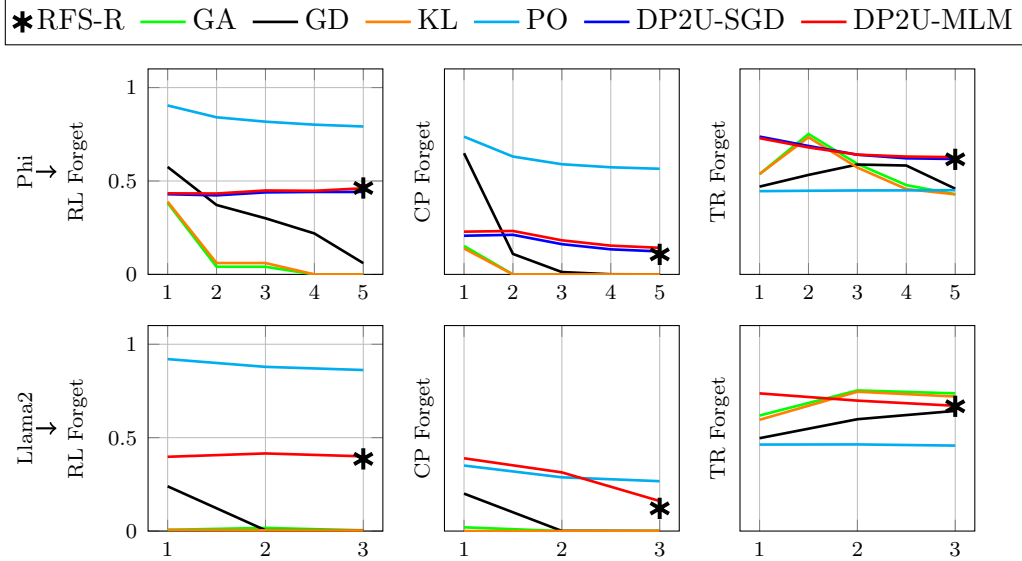 RFS-R GA GD KL PO DP2U-SGD DP2U-MLM
Phi →
RL Forget
1
0.5
0
1 2 3 4 5
CP Forget
1 2 3 4 5
TR Forget
1 2 3 4 5
Llama2 →
RL Forget
1
0.5
0
1 2 3
CP Forget
1 2 3
TR Forget
1 2 3